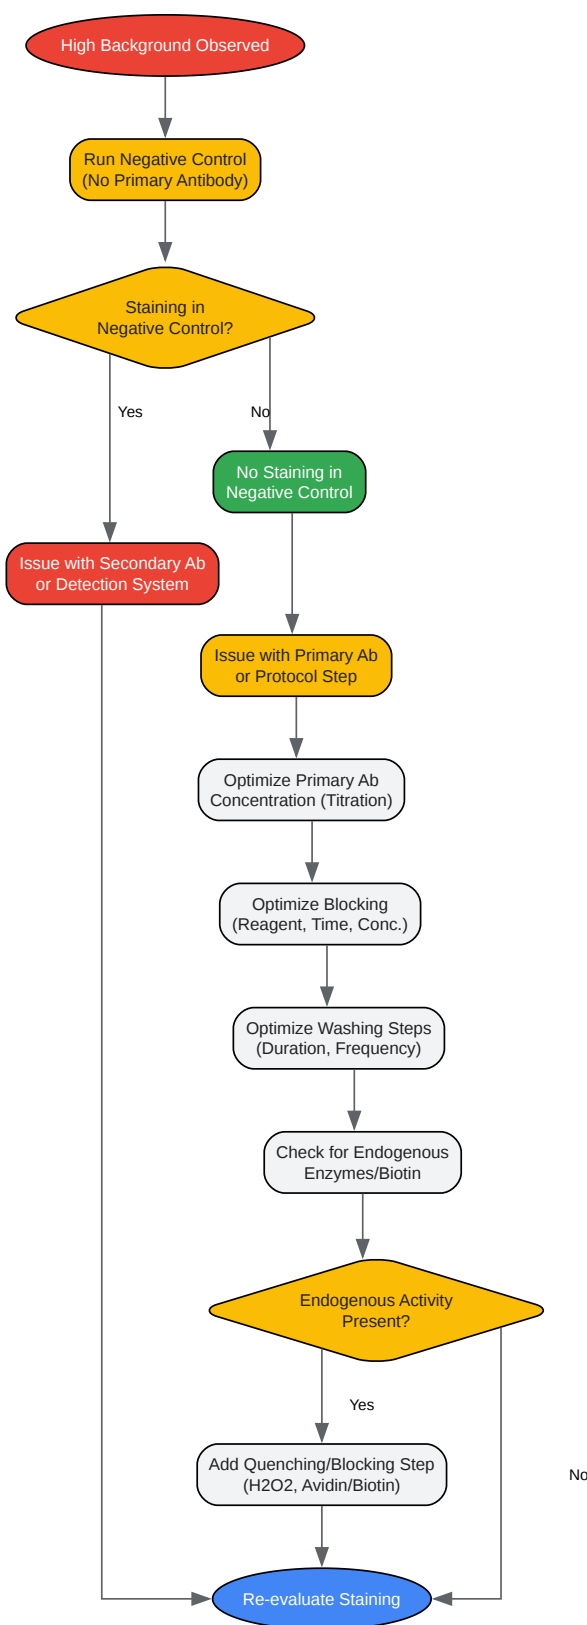 High Background Observed
Run Negative Control
(No Primary Antibody)
Staining in
Negative Control?
Yes
No
No Staining in
Negative Control
Issue with Secondary Ab
or Detection System
Issue with Primary Ab
or Protocol Step
Optimize Primary Ab
Concentration (Titration)
Optimize Blocking
(Reagent, Time, Conc.)
Optimize Washing Steps
(Duration, Frequency)
Check for Endogenous
Enzymes/Biotin
Endogenous Activity
Present?
Yes
Add Quenching/Blocking Step
(H2O2, Avidin/Biotin)
No
Re-evaluate Staining